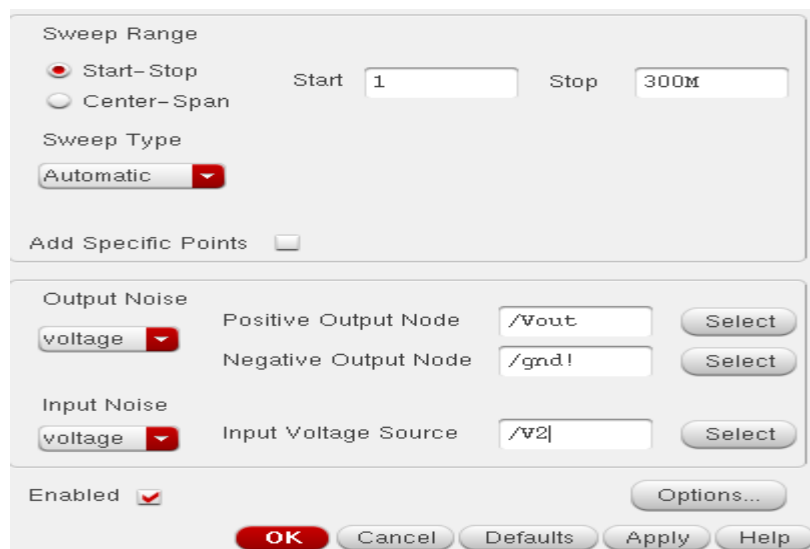 Sweep Range
Start-Stop
Start 1 Stop 300M
Center-Span
Sweep Type
Automatic
Add Specific Points
Output Noise
voltage
Positive Output Node /Vout Select
Negative Output Node /gnd! Select
Input Noise
voltage
Input Voltage Source /V2 Select
Enabled
Options...
OK Cancel Defaults Apply Help